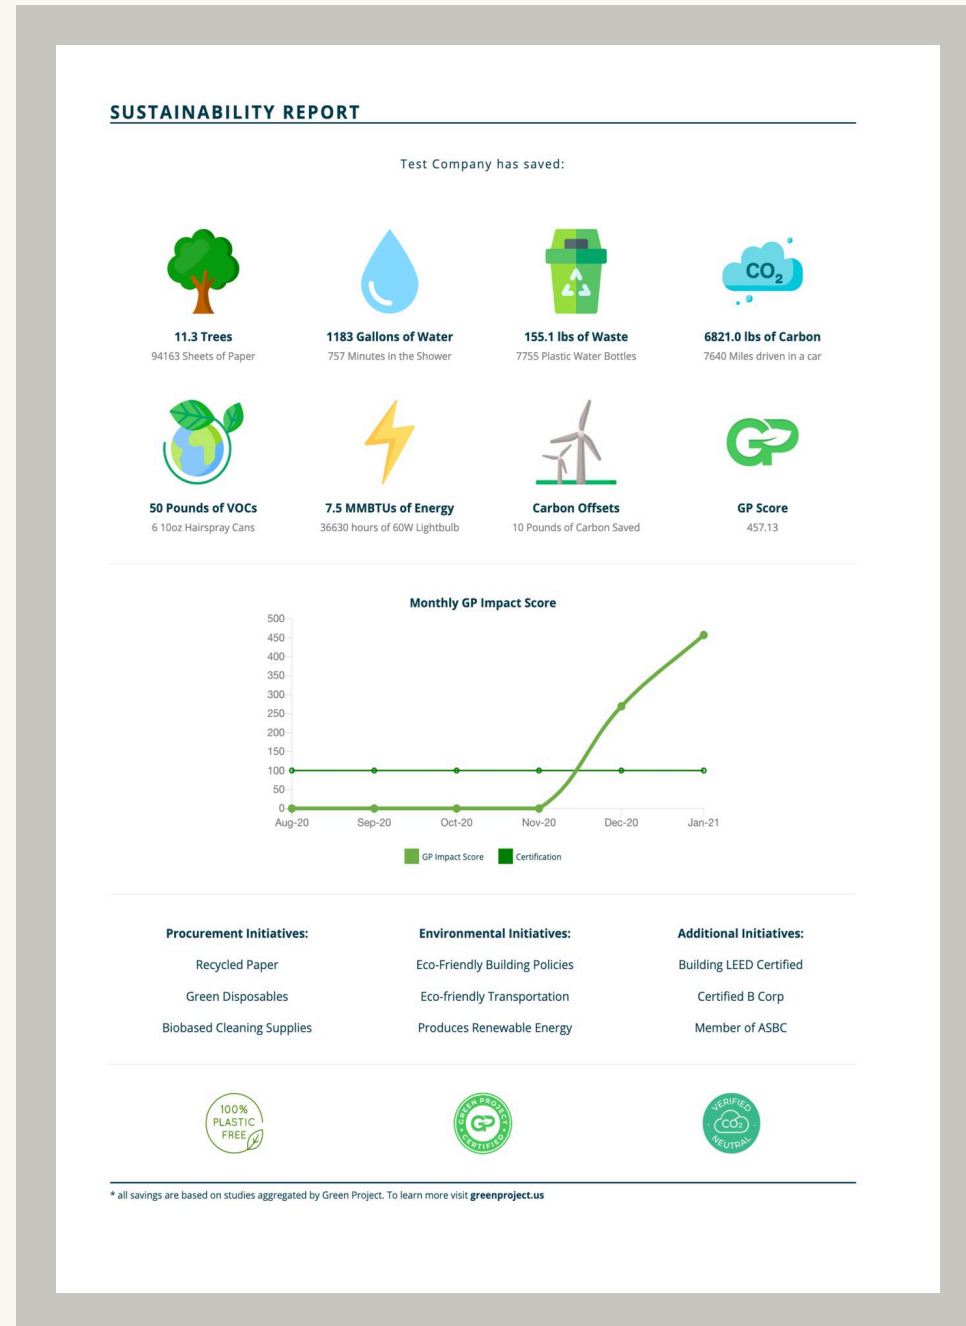 SUSTAINABILITY REPORT
Test Company has saved:
CO2
11.3 Trees
94163 Sheets of Paper
1183 Gallons of Water
757 Minutes in the Shower
155.1 lbs of Waste
7755 Plastic Water Bottles
6821.0 lbs of Carbon
7640 Miles driven in a car
GP
50 Pounds of VOCs
6 10oz Hairspray Cans
7.5 MMBTUs of Energy
36630 hours of 60W Lightbulb
Carbon Offsets
10 Pounds of Carbon Saved
GP Score
457.13
Monthly GP Impact Score
500
450
400
350
300
250
200
150
100
50
0
Aug-20
Sep-20
Oct-20
Nov-20
Dec-20
Jan-21
GP Impact Score
Certification
Procurement Initiatives:
Recycled Paper
Green Disposables
Biobased Cleaning Supplies
Environmental Initiatives:
Eco-Friendly Building Policies
Eco-friendly Transportation
Produces Renewable Energy
Additional Initiatives:
Building LEED Certified
Certified B Corp
Member of ASBC
100%
PLASTIC
FREE
GREEN PROJECT
GP
CERTIFIED
VERIFIED
CO2
NEUTRAL
* all savings are based on studies aggregated by Green Project. To learn more visit greenproject.us